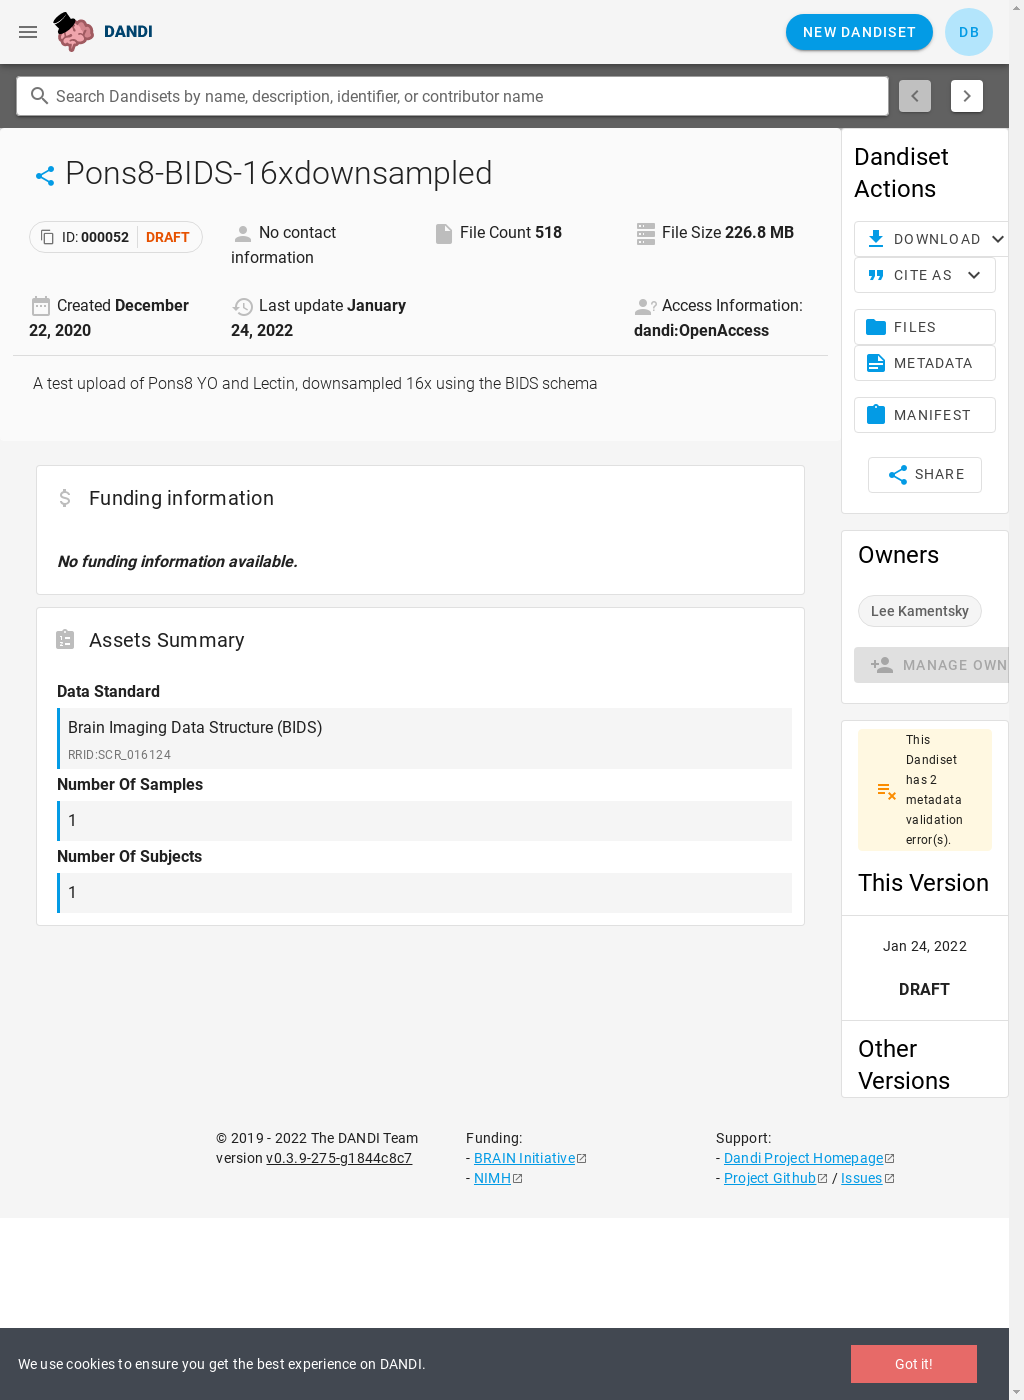 DANDI
NEW DANDISET
DB
Search Dandisets by name, description, identifier, or contributor name
Pons8-BIDS-16xdownsampled
ID: 000052 DRAFT
No contact
information
File Count 518
File Size 226.8 MB
Created December
22, 2020
Last update January
24, 2022
Access Information:
dandi:OpenAccess
A test upload of Pons8 YO and Lectin, downsampled 16x using the BIDS schema
Funding information
No funding information available.
Assets Summary
Data Standard
Brain Imaging Data Structure (BIDS)
RRID:SCR_016124
Number Of Samples
1
Number Of Subjects
1
Dandiset
Actions
DOWNLOAD
CITE AS
FILES
METADATA
MANIFEST
SHARE
Owners
Lee Kamentsky
MANAGE OWN
This
Dandiset
has 2
metadata
validation
error(s).
This Version
Jan 24, 2022
DRAFT
Other
Versions
© 2019 - 2022 The DANDI Team
version v0.3.9-275-g1844c8c7
Funding:
- BRAIN Initiative
- NIMH
Support:
- Dandi Project Homepage
- Project Github / Issues
We use cookies to ensure you get the best experience on DANDI.
Got it!